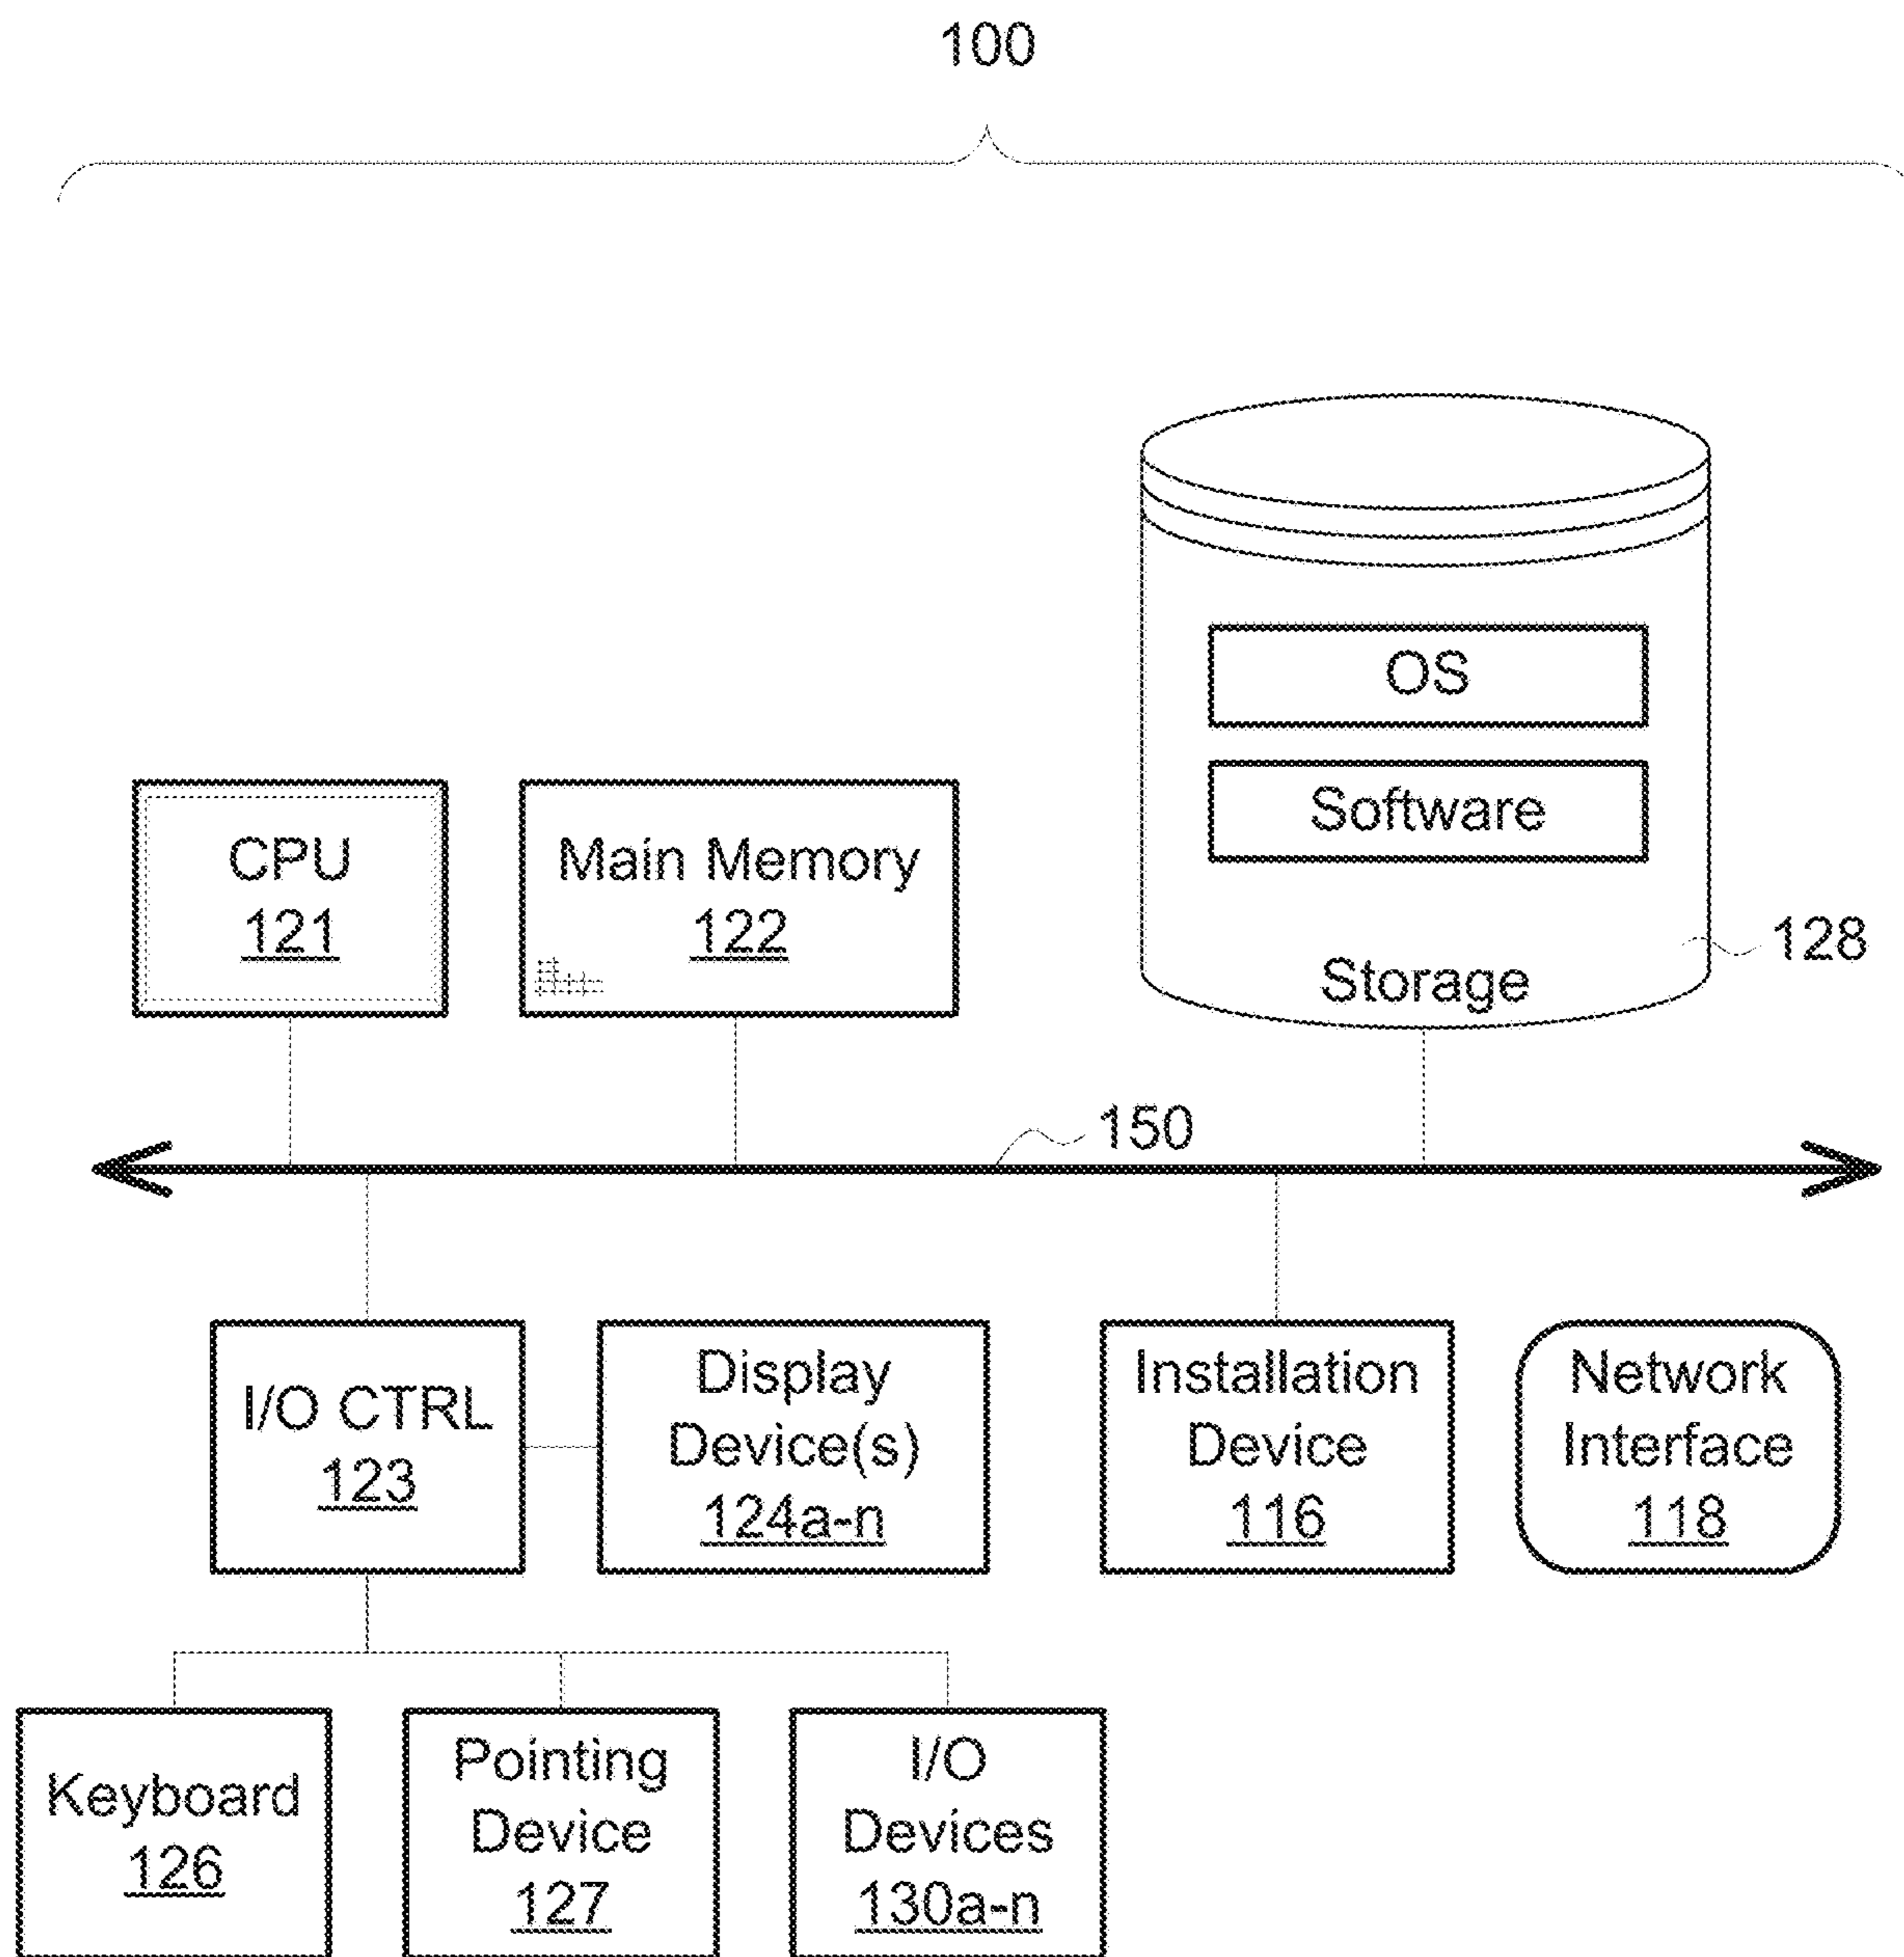 100
OS
Software
Storage
128
CPU
121
Main Memory
122
150
I/O CTRL
123
Display
Device(s)
124a-n
Installation
Device
116
Network
Interface
118
Keyboard
126
Pointing
Device
127
I/O
Devices
130a-n